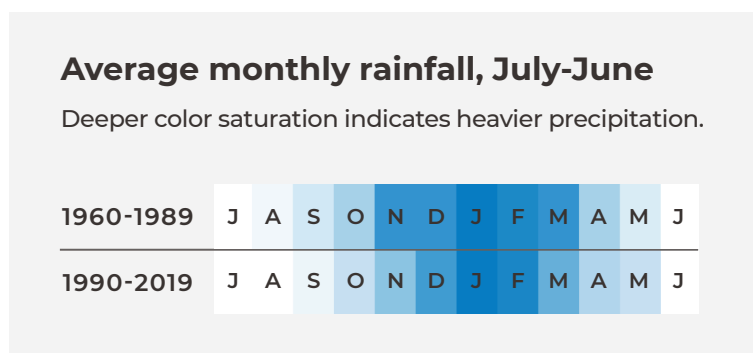 Average monthly rainfall, July-June
Deeper color saturation indicates heavier precipitation.
1960-1989 J A S O N D J F M A M J
1990-2019 J A S O N D J F M A M J